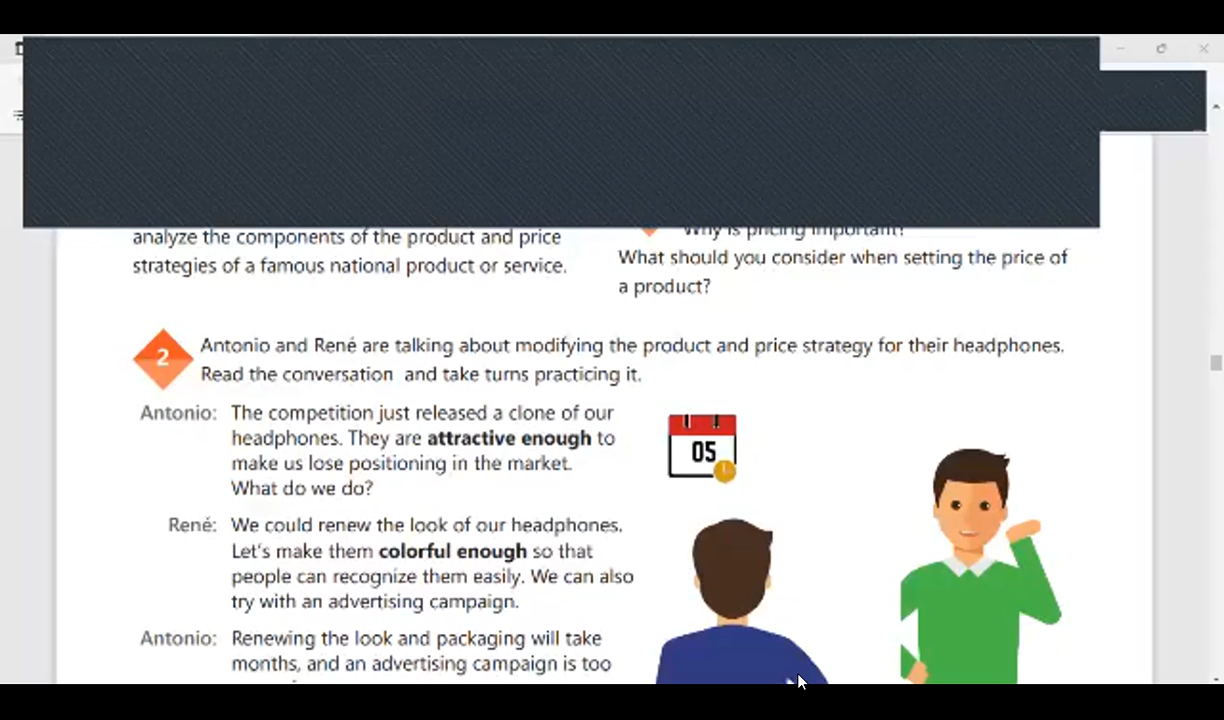 analyze the components of the product and price
strategies of a famous national product or service.
Why is pricing important?
What should you consider when setting the price of
a product?
2
Antonio and René are talking about modifying the product and price strategy for their headphones.
Read the conversation and take turns practicing it.
Antonio: The competition just released a clone of our
headphones. They are attractive enough to
make us lose positioning in the market.
What do we do?
René: We could renew the look of our headphones.
Let's make them colorful enough so that
people can recognize them easily. We can also
try with an advertising campaign.
Antonio: Renewing the look and packaging will take
months, and an advertising campaign is too
05